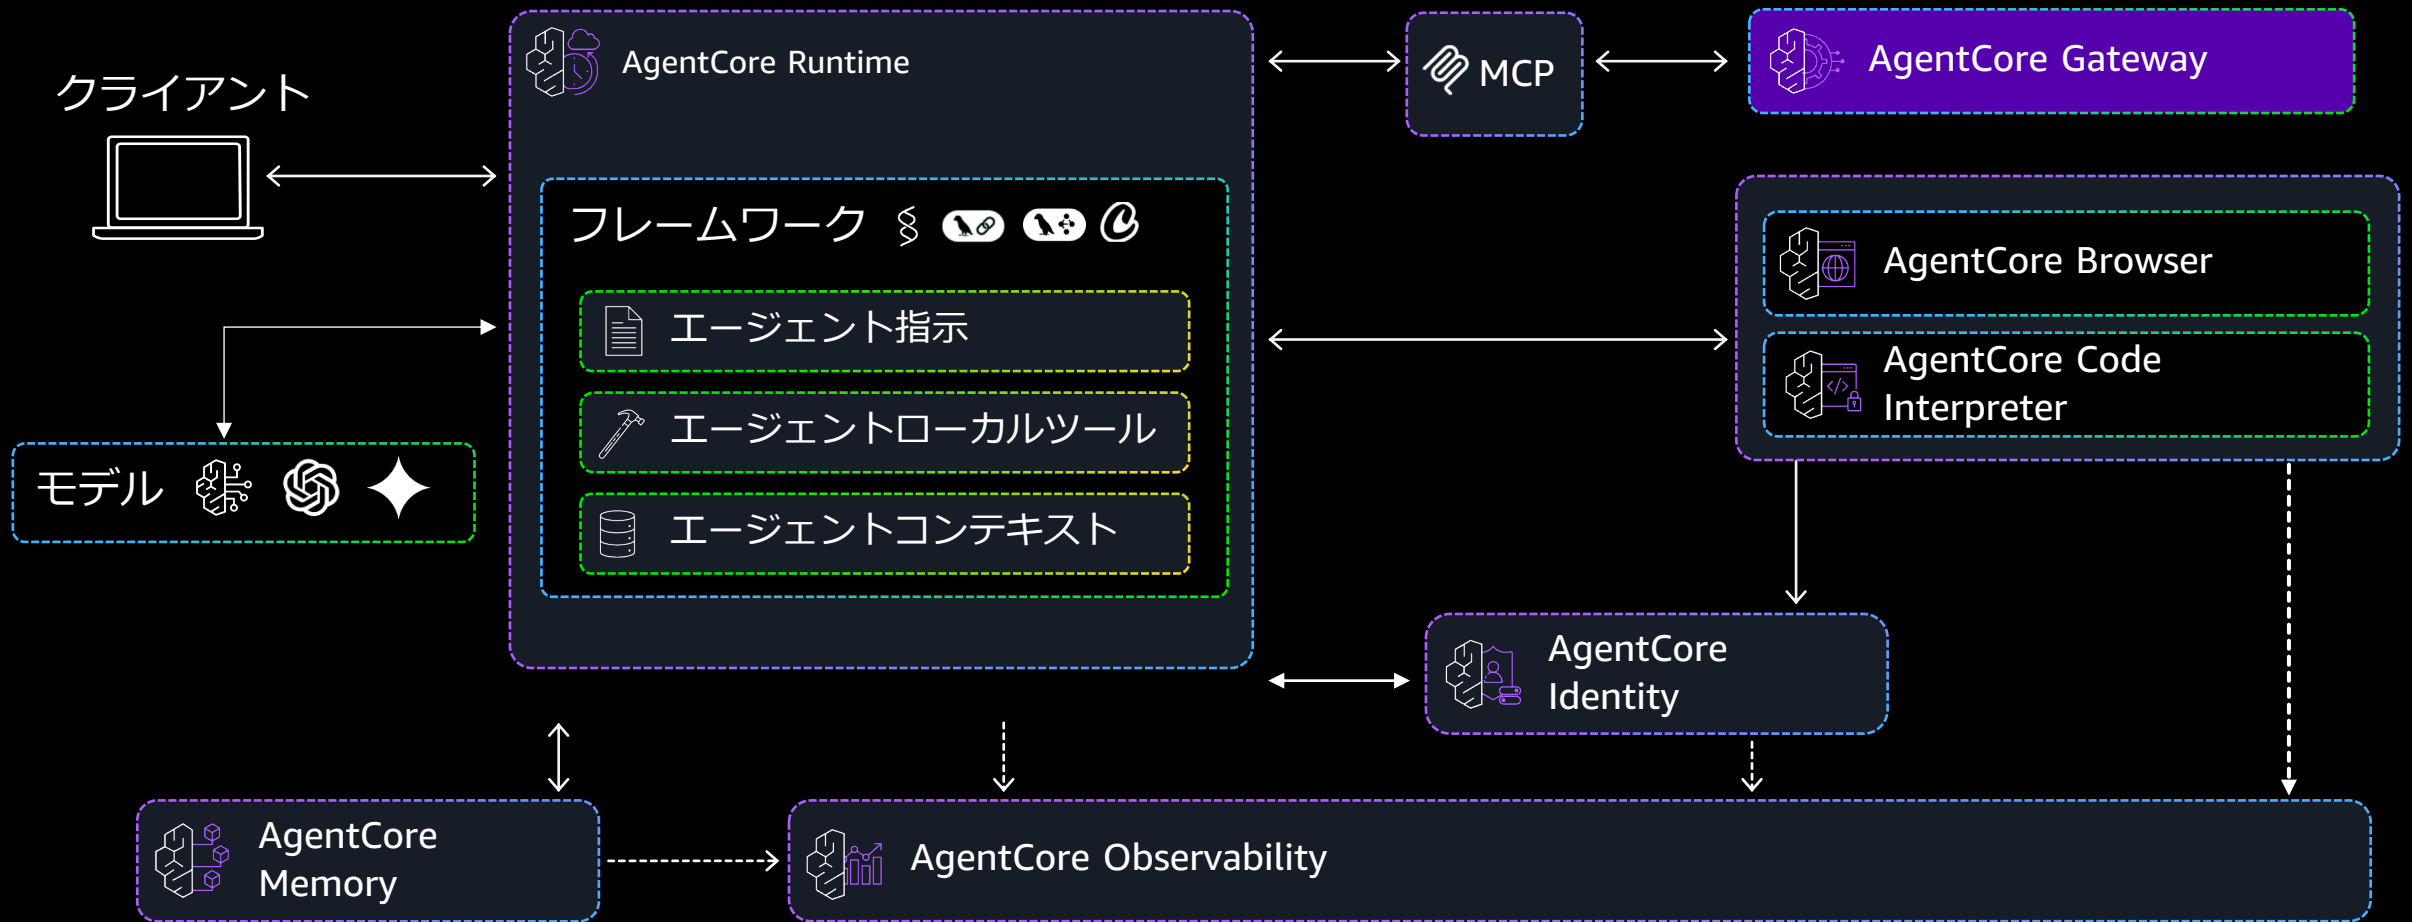 クライアント
AgentCore Runtime
MCP
AgentCore Gateway
フレームワーク
エージェント指示
エージェントローカルツール
エージェントコンテキスト
AgentCore Browser
AgentCore Code
Interpreter
モデル
AgentCore
Identity
AgentCore
Memory
AgentCore Observability